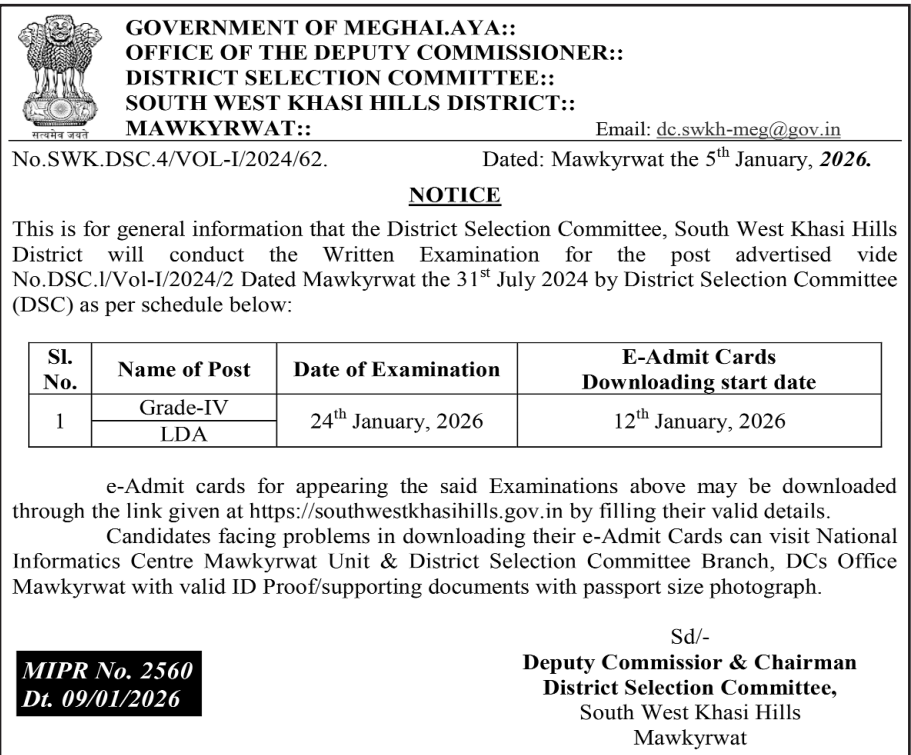 GOVERNMENT OF MEGHAI.AYA::
OFFICE OF THE DEPUTY COMMISSIONER::
DISTRICT SELECTION COMMITTEE::
SOUTH WEST KHASI HILLS DISTRICT::
सत्यमेव जयते
MAWKYRWAT:: Email: dc.swkh-meg@gov.in
No.SWK.DSC.4/VOL-I/2024/62. Dated: Mawkyrwat the 5th January, 2026.
NOTICE
This is for general information that the District Selection Committee, South West Khasi Hills
District will conduct the Written Examination for the post advertised vide
No.DSC.l/Vol-I/2024/2 Dated Mawkyrwat the 31st July 2024 by District Selection Committee
(DSC) as per schedule below:
Sl. No. Name of Post Date of Examination E-Admit Cards Downloading start date
1 Grade-IV 24th January, 2026 12th January, 2026
LDA
e-Admit cards for appearing the said Examinations above may be downloaded
through the link given at https://southwestkhasihills.gov.in by filling their valid details.
Candidates facing problems in downloading their e-Admit Cards can visit National
Informatics Centre Mawkyrwat Unit & District Selection Committee Branch, DCs Office
Mawkyrwat with valid ID Proof/supporting documents with passport size photograph.
Sd/-
Deputy Commissior & Chairman
District Selection Committee,
South West Khasi Hills
Mawkyrwat
MIPR No. 2560
Dt. 09/01/2026